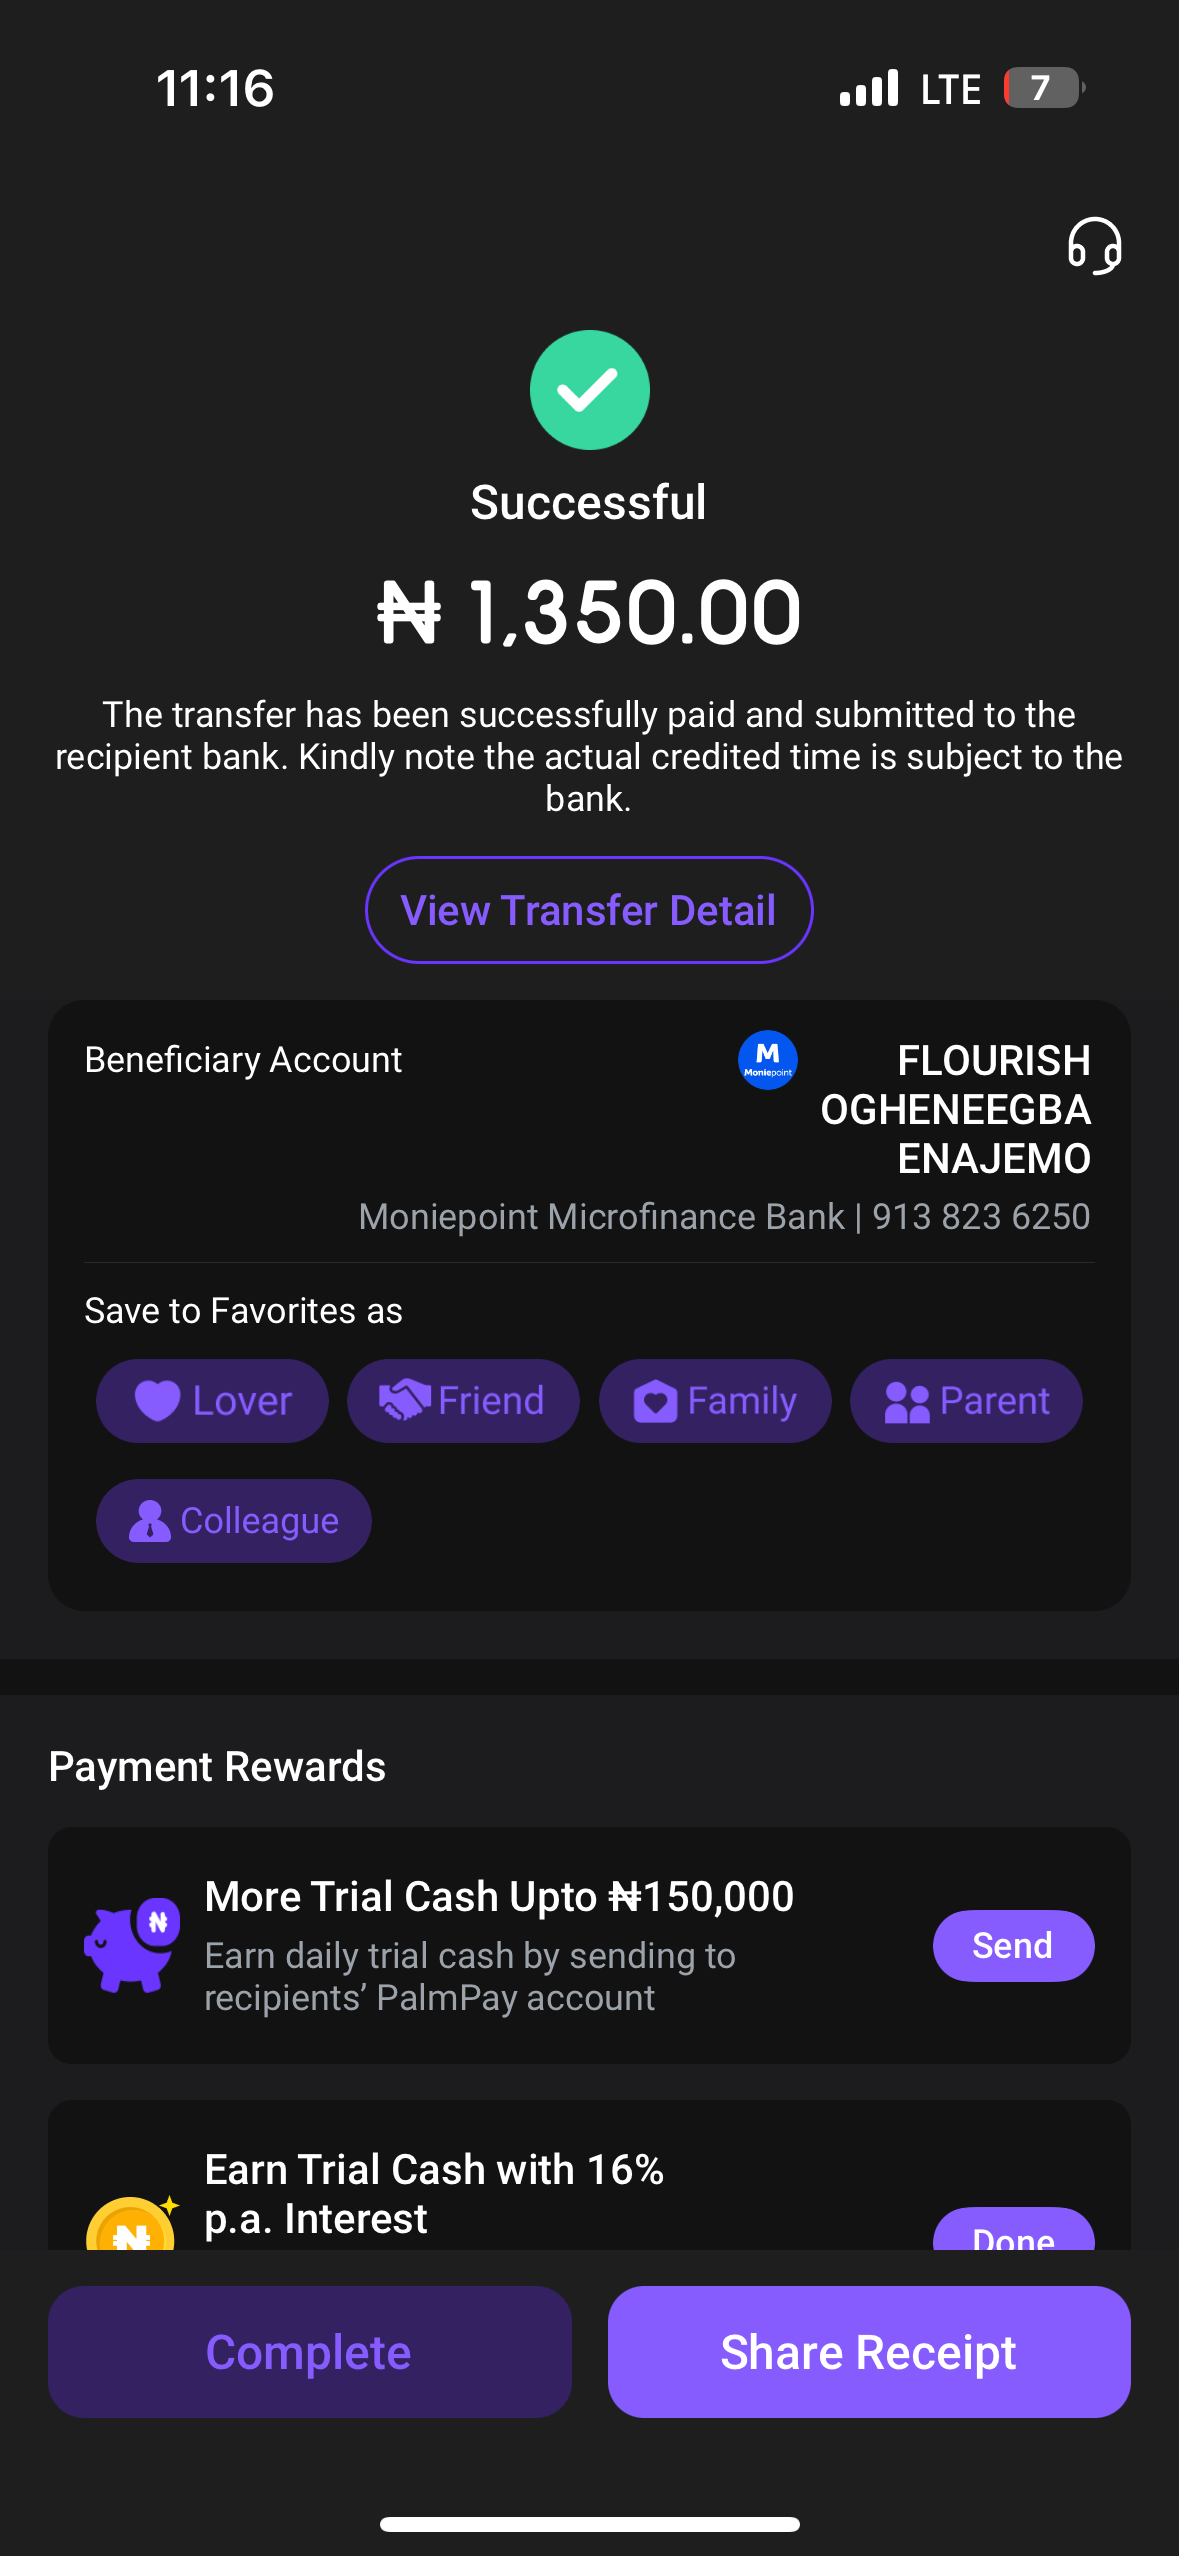 11:16
LTE 7
Successful
₦ 1,350.00
The transfer has been successfully paid and submitted to the
recipient bank. Kindly note the actual credited time is subject to the
bank.
View Transfer Detail
Beneficiary Account
M
Moniepoint
FLOURISH
OGHENEEGBA
ENAJEMO
Moniepoint Microfinance Bank | 913 823 6250
Save to Favorites as
Lover
Friend
Family
Parent
Colleague
Payment Rewards
₦
More Trial Cash Upto ₦150,000
Earn daily trial cash by sending to
recipients’ PalmPay account
Send
Earn Trial Cash with 16%
p.a. Interest
₦
Done
Complete
Share Receipt